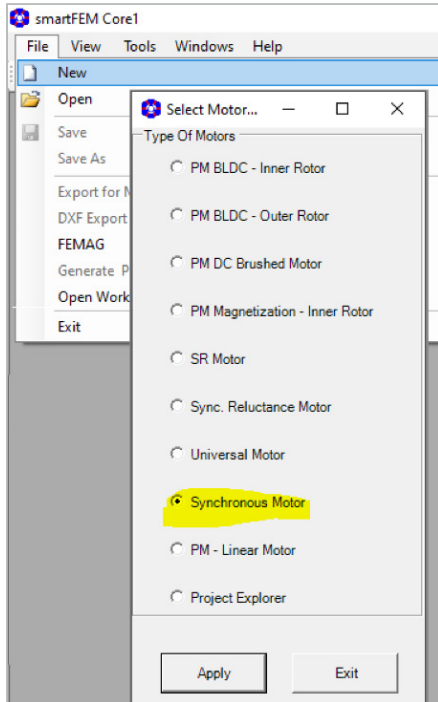 smartFEM Core1
File View Tools Windows Help
New
Open
Save
Save As
Export for
DXF Export
FEMAG
Generate
Open Work
Exit
Select Motor...
Type Of Motors
PM BLDC - Inner Rotor
PM BLDC - Outer Rotor
PM DC Brushed Motor
PM Magnetization - Inner Rotor
SR Motor
Sync. Reluctance Motor
Universal Motor
Synchronous Motor
PM - Linear Motor
Project Explorer
Apply Exit